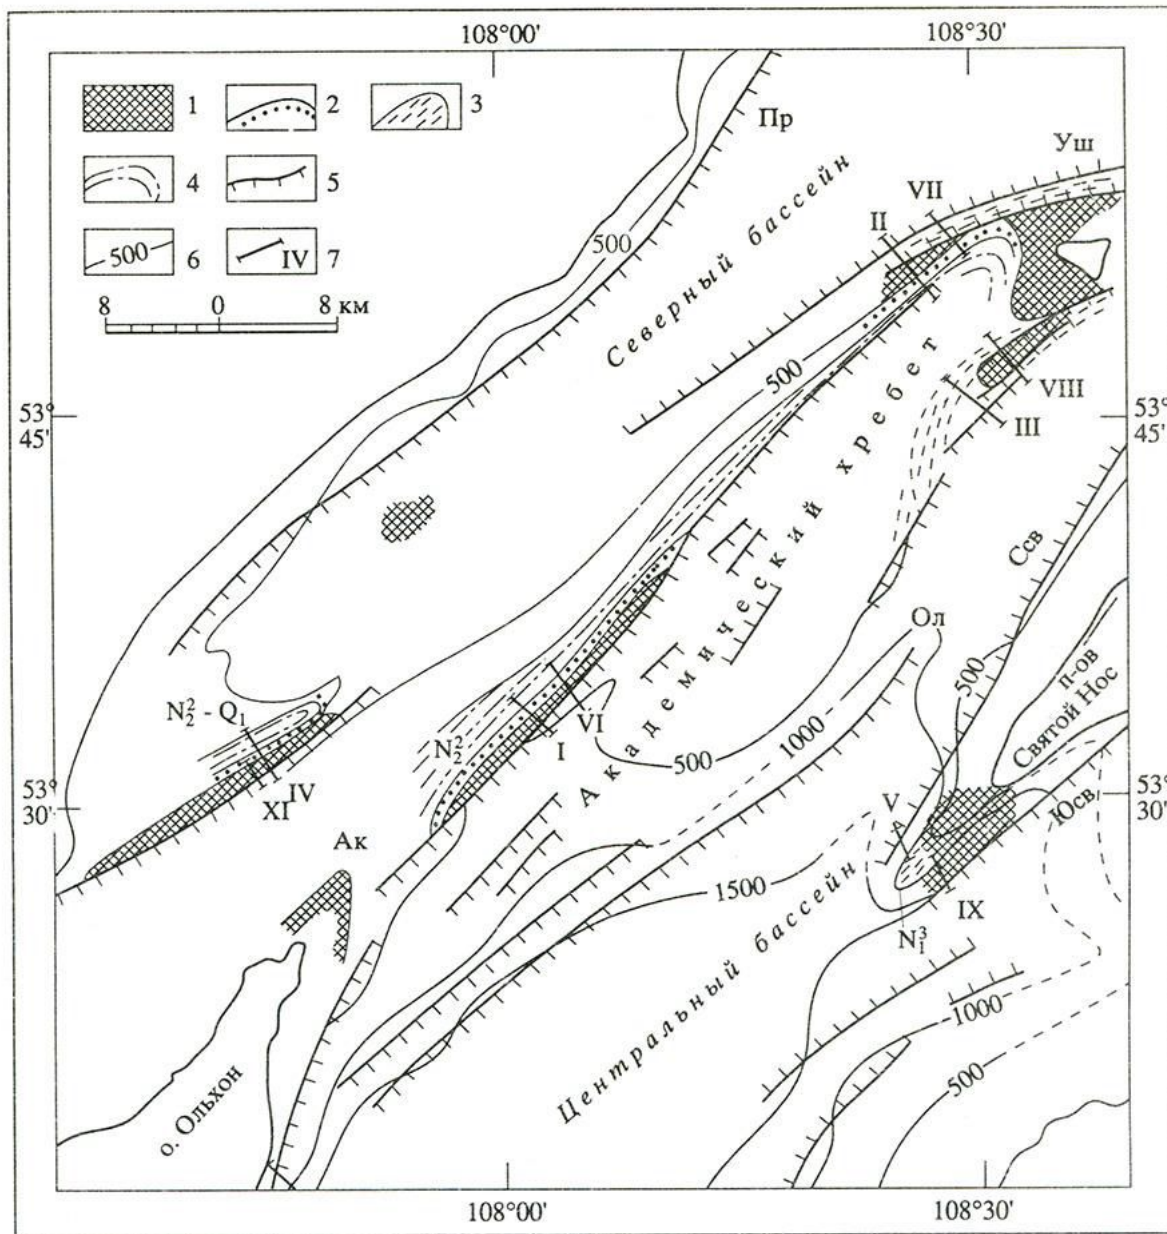 108°00'
108°30'
1
2
3
4
5
500
6
IV
7
8
0
8 км
Пр
Уш
VII
II
500
Северный бассейн
500
53°
45'
53°
45'
VIII
III
Академический хребет
Ссв
Ол
500
п-ов
Святой Нос
N₂² - Q₁
N₂²
VI
I
500
1000
53°
30'
53°
30'
IV
XI
V
Юсв
Ак
1500
IX
N₁³
Центральный бассейн
1000
500
о. Ольхон
108°00'
108°30'